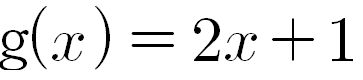 g(x) = 2x + 1